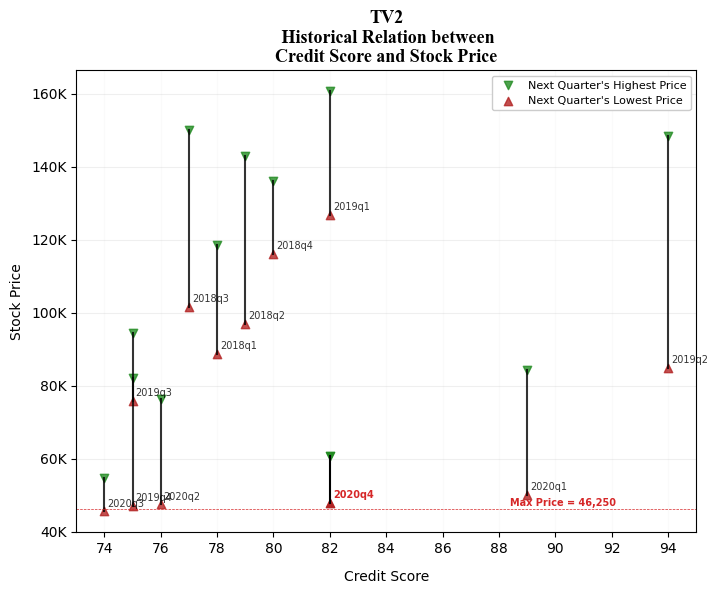 TV2
Historical Relation between
Credit Score and Stock Price
Next Quarter's Highest Price
Next Quarter's Lowest Price
160K
140K
120K
100K
80K
60K
40K
Stock Price
2019q1
2018q4
2018q3
2018q2
2018q1
2019q2
2019q3
2020q1
2020q4
2019q4
2020q2
2020q3
Max Price = 46,250
74 76 78 80 82 84 86 88 90 92 94
Credit Score